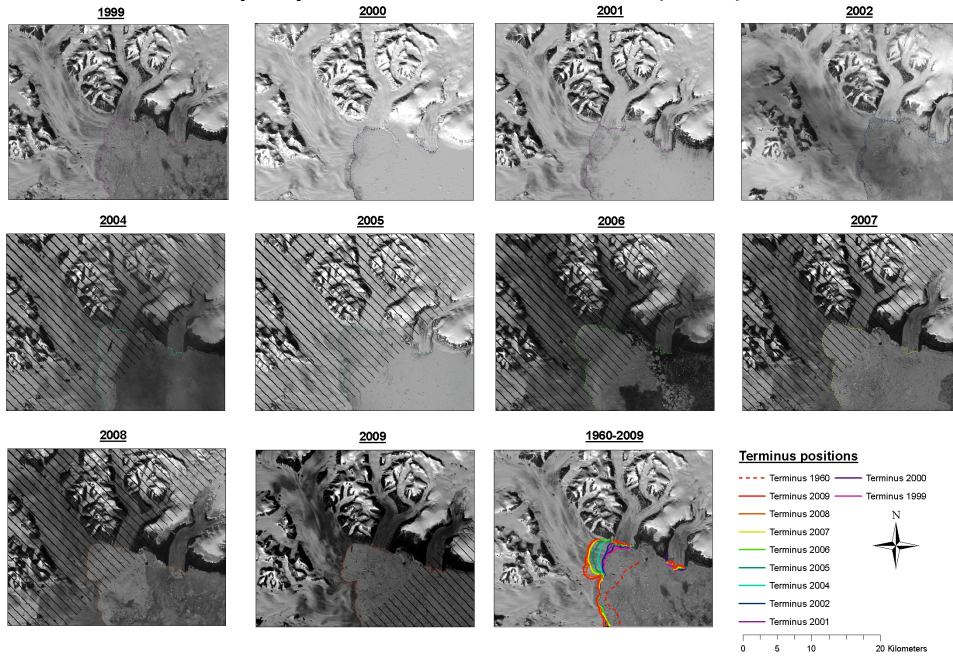 1999
2000
2001
2002
2004
2005
2006
2007
2008
2009
1960-2009
Terminus positions
Terminus 1960
Terminus 2009
Terminus 2008
Terminus 2007
Terminus 2006
Terminus 2005
Terminus 2004
Terminus 2002
Terminus 2001
Terminus 2000
Terminus 1999
N
0 5 10 20 Kilometers